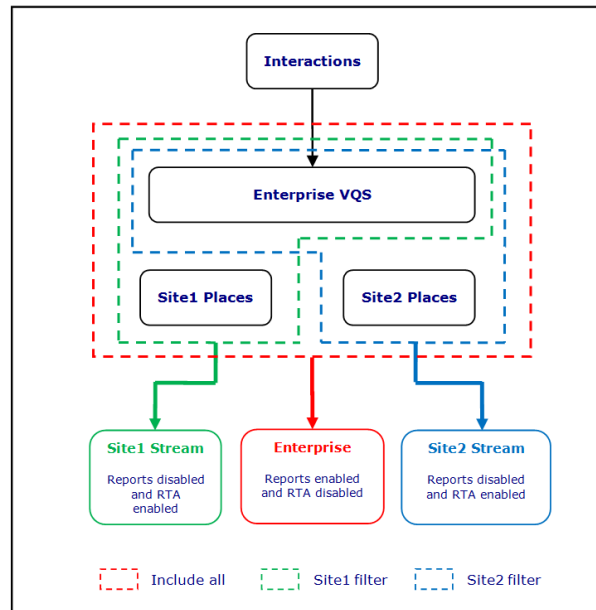 Interactions
Enterprise VQS
Site1 Places
Site2 Places
Site1 Stream
Reports disabled
and RTA
enabled
Enterprise
Reports enabled
and RTA disabled
Site2 Stream
Reports disabled
and RTA enabled
Include all
Site1 filter
Site2 filter